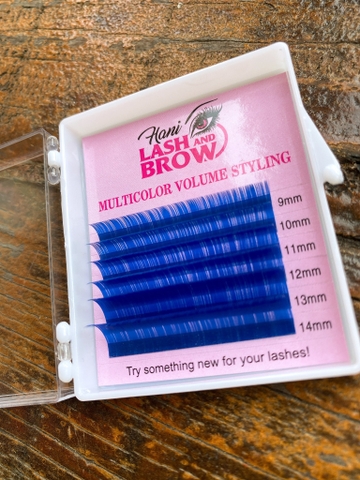 Hani
LASH AND
BROW
MULTICOLOR VOLUME STYLING
9mm
10mm
11mm
12mm
13mm
14mm
Try something new for your lashes!